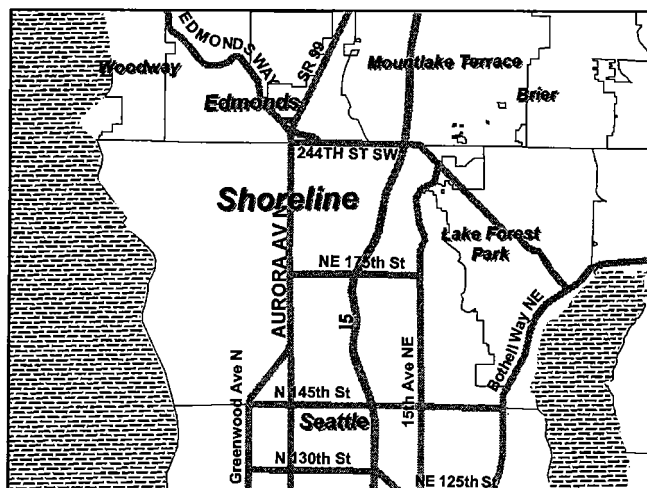 EDMONDS WAY
SR 99
Woodway
Mountlake Terrace
Edmonds
Brier
244TH ST SW
Shoreline
AURORA AV N
Lake Forest
Park
NE 175th St
I5
15th Ave NE
Bothell Way NE
Greenwood Ave N
N 145th St
Seattle
N 130th St
NE 125th St